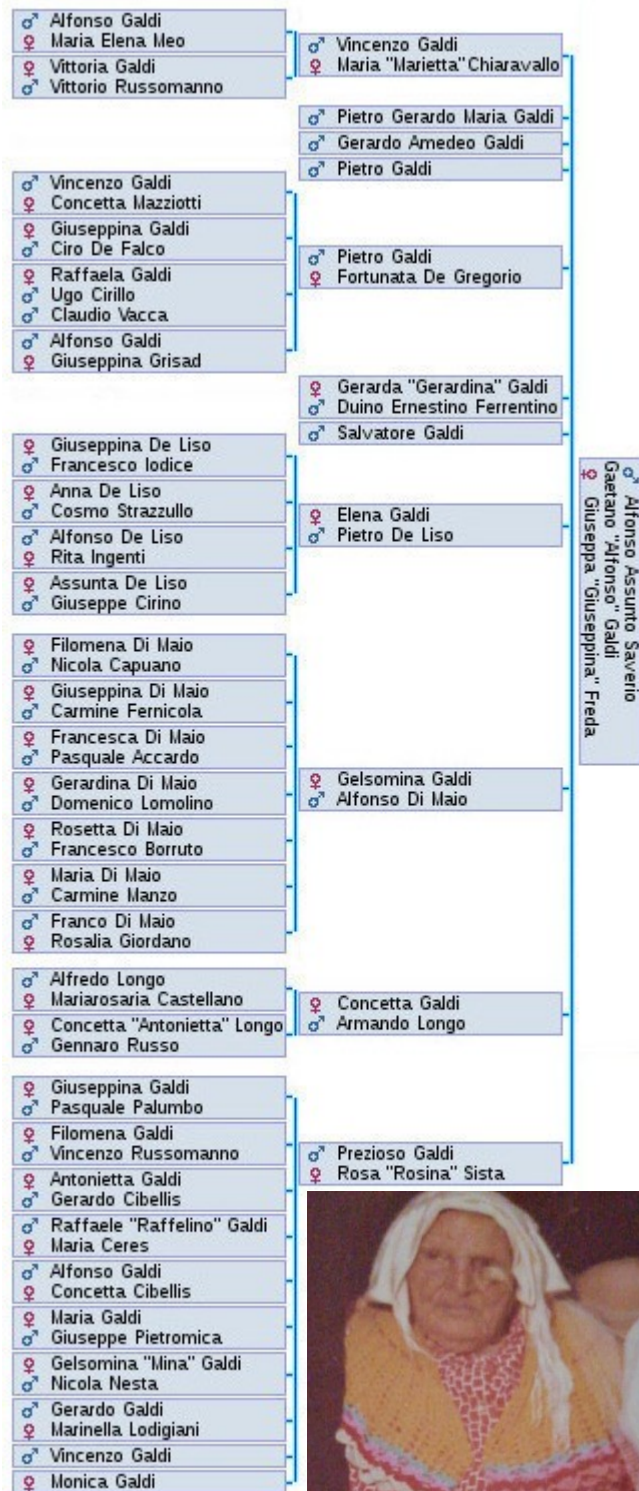 ♂ Alfonso Galdi
♀ Maria Elena Meo
♀ Vittoria Galdi
♂ Vittorio Russomanno
♂ Vincenzo Galdi
♀ Maria "Marietta"Chiaravallo
♂ Pietro Gerardo Maria Galdi
♂ Gerardo Amedeo Galdi
♂ Pietro Galdi
♂ Vincenzo Galdi
♀ Concetta Mazziotti
♀ Giuseppina Galdi
♂ Ciro De Falco
♀ Raffaela Galdi
♂ Ugo Cirillo
♂ Claudio Vacca
♂ Alfonso Galdi
♀ Giuseppina Grisad
♂ Pietro Galdi
♀ Fortunata De Gregorio
♀ Gerarda "Gerardina" Galdi
♂ Duino Ernestino Ferrentino
♂ Salvatore Galdi
♀ Giuseppina De Liso
♂ Francesco Iodice
♀ Anna De Liso
♂ Cosmo Strazzullo
♂ Alfonso De Liso
♀ Rita Ingenti
♀ Assunta De Liso
♂ Giuseppe Cirino
♀ Elena Galdi
♂ Pietro De Liso
♀ Filomena Di Maio
♂ Nicola Capuano
♀ Giuseppina Di Maio
♂ Carmine Fernicola
♀ Francesca Di Maio
♂ Pasquale Accardo
♀ Gerardina Di Maio
♂ Domenico Lomolino
♀ Rosetta Di Maio
♂ Francesco Borruto
♀ Maria Di Maio
♂ Carmine Manzo
♂ Franco Di Maio
♀ Rosalia Giordano
♀ Gelsomina Galdi
♂ Alfonso Di Maio
♂ Alfredo Longo
♀ Mariarosaria Castellano
♀ Concetta "Antonietta" Longo
♂ Gennaro Russo
♀ Concetta Galdi
♂ Armando Longo
♀ Giuseppina Galdi
♂ Pasquale Palumbo
♀ Filomena Galdi
♂ Vincenzo Russomanno
♀ Antonietta Galdi
♂ Gerardo Cibellis
♂ Raffaele "Raffelino" Galdi
♀ Maria Ceres
♂ Alfonso Galdi
♀ Concetta Cibellis
♀ Maria Galdi
♂ Giuseppe Pietromica
♀ Gelsomina "Mina" Galdi
♂ Nicola Nesta
♂ Gerardo Galdi
♀ Marinella Lodigiani
♂ Vincenzo Galdi
♀ Monica Galdi
♂ Prezioso Galdi
♀ Rosa "Rosina" Sista
♂ Alfonso Assunto Saverio
Gaetano "Alfonso" Galdi
♀ Giuseppa "Giuseppina" Freda